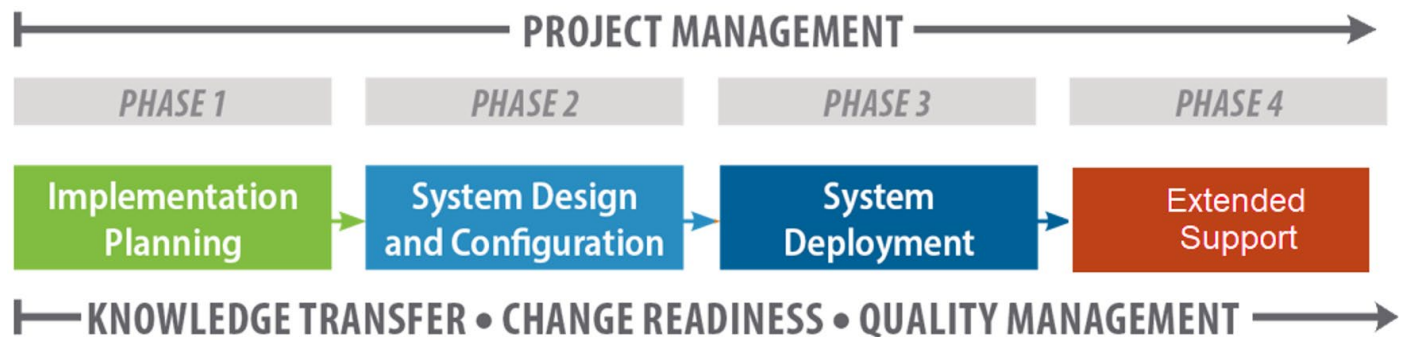 PROJECT MANAGEMENT
PHASE 1
PHASE 2
PHASE 3
PHASE 4
Implementation
Planning
System Design
and Configuration
System
Deployment
Extended
Support
KNOWLEDGE TRANSFER • CHANGE READINESS • QUALITY MANAGEMENT